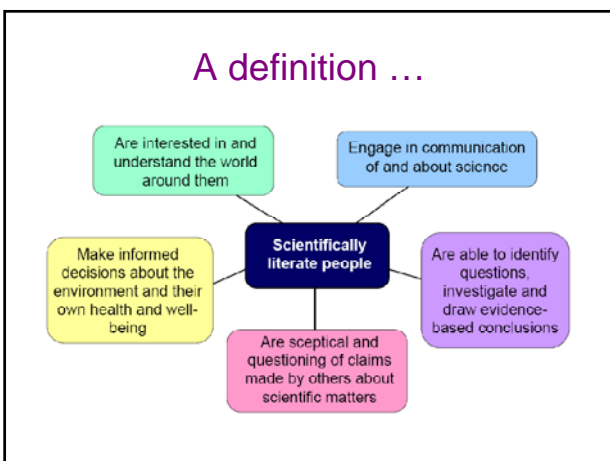 A definition …
Are interested in and
understand the world
around them
Engage in communication
of and about science
Scientifically
literate people
Make informed
decisions about the
environment and their
own health and well-
being
Are able to identify
questions,
investigate and
draw evidence-
based conclusions
Are sceptical and
questioning of claims
made by others about
scientific matters